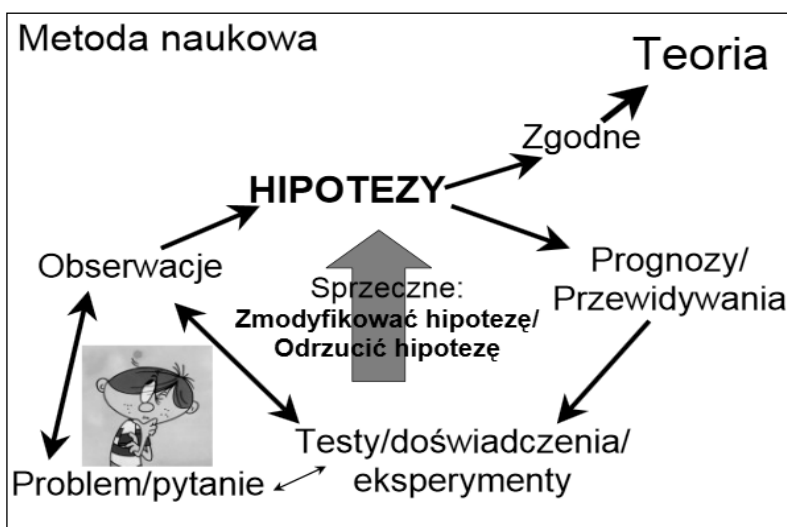 Metoda naukowa
Teoria
Zgodne
HIPOTEZY
Obserwacje
Prognozy/
Przewidywania
Sprzeczne:
Zmodyfikować hipotezę/
Odrzucić hipotezę
Testy/doświadczenia/
eksperymenty
Problem/pytanie